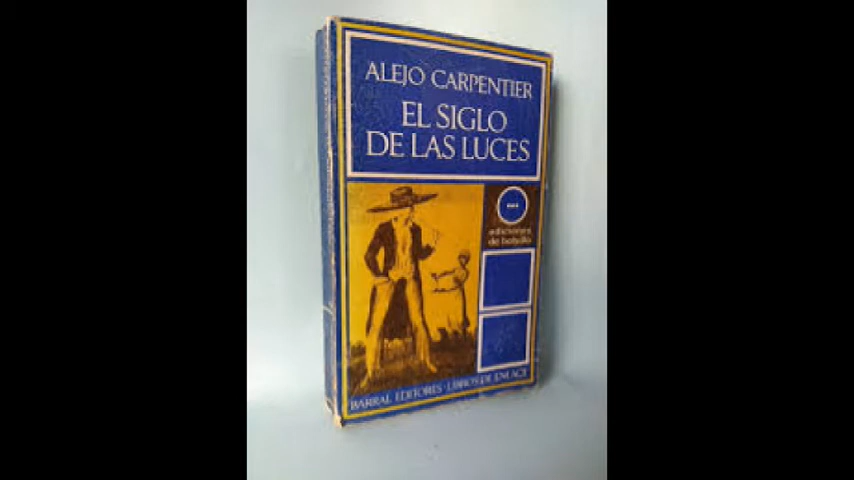 ALEJO CARPENTIER
EL SIGLO
DE LAS LUCES
ediciones
de bolsillo
BARRAL EDITORES · LIBROS DE ENLACE